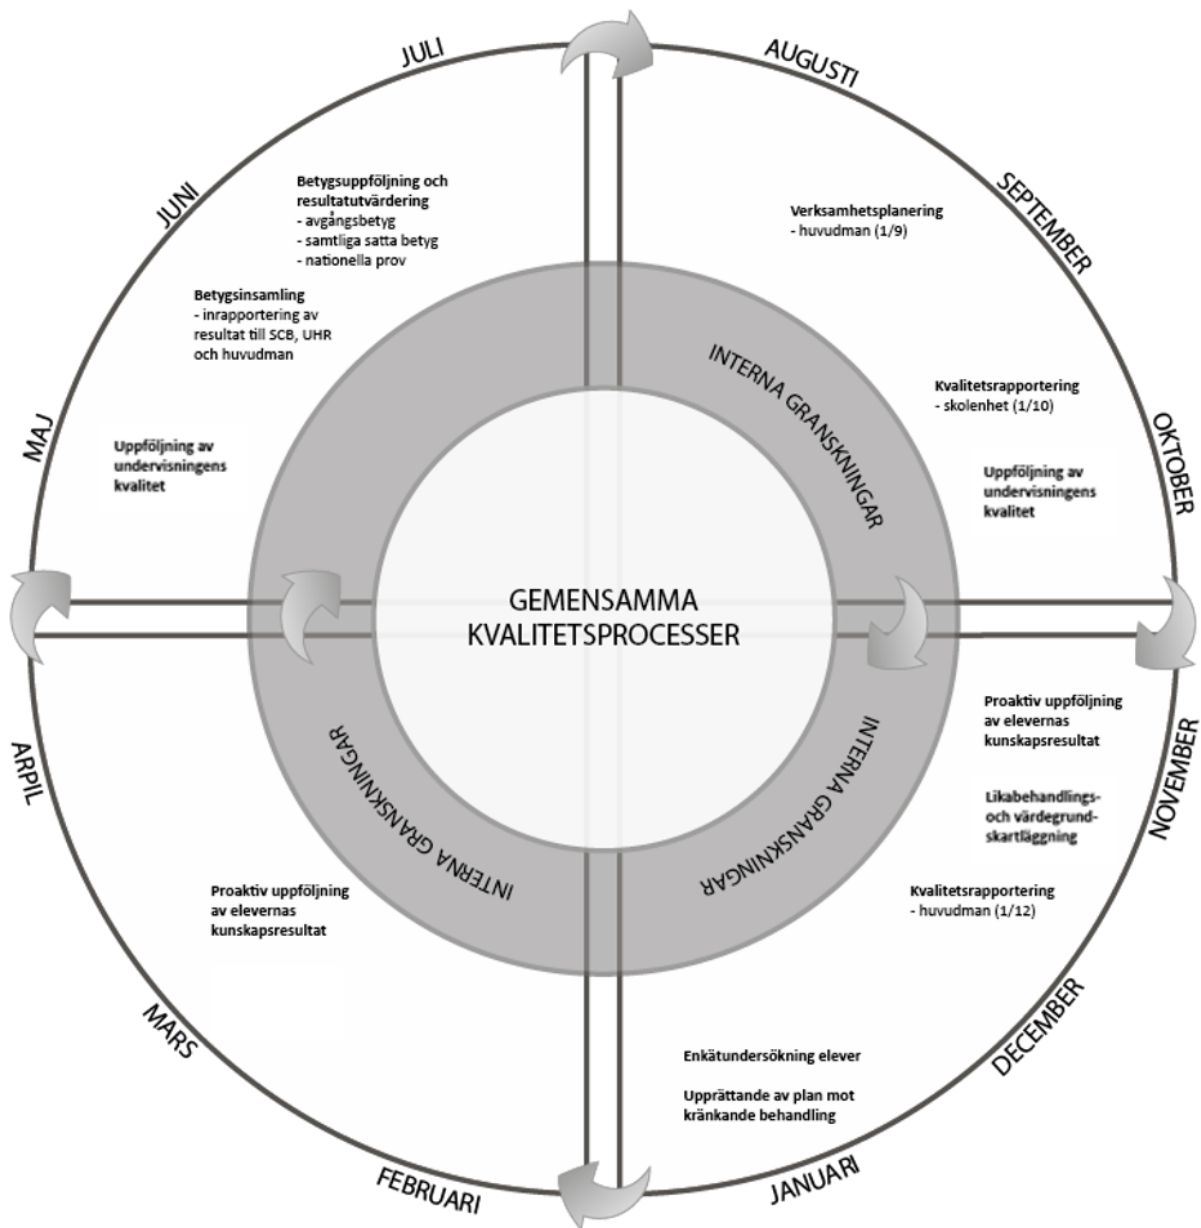 JULI
AUGUSTI
JUNI
SEPTEMBER
Betygsuppföljning och
resultatutvärdering
- avgångsbetyg
- samtliga satta betyg
- nationella prov
Verksamhetsplanering
- huvudman (1/9)
Betygsinsamling
- inrapportering av
resultat till SCB, UHR
och huvudman
INTERNA GRANSKNINGAR
Kvalitetsrapportering
- skolenhet (1/10)
MAJ
OKTOBER
Uppföljning av
undervisningens
kvalitet
Uppföljning av
undervisningens
kvalitet
GEMENSAMMA
KVALITETSPROCESSER
Proaktiv uppföljning
av elevernas
kunskapsresultat
ARPIL
NOVEMBER
INTERNA GRANSKNINGAR
INTERNA GRANSKNINGAR
Likabehandlings-
och värdegrund-
skartläggning
Proaktiv uppföljning
av elevernas
kunskapsresultat
Kvalitetsrapportering
- huvudman (1/12)
MARS
DECEMBER
Enkätundersökning elever
Upprättande av plan mot
kränkande behandling
FEBRUARI
JANUARI